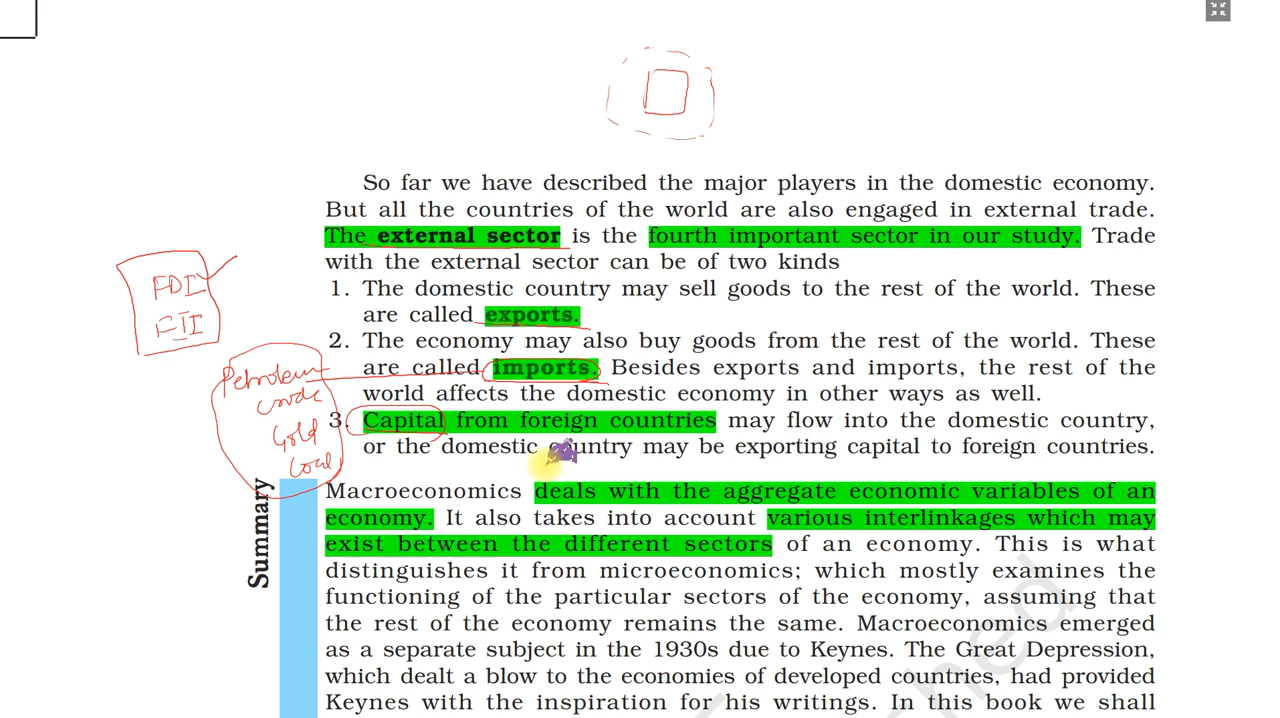 So far we have described the major players in the domestic economy.
But all the countries of the world are also engaged in external trade.
The external sector is the fourth important sector in our study. Trade
with the external sector can be of two kinds
1. The domestic country may sell goods to the rest of the world. These
are called exports.
2. The economy may also buy goods from the rest of the world. These
are called imports. Besides exports and imports, the rest of the
world affects the domestic economy in other ways as well.
3. Capital from foreign countries may flow into the domestic country,
or the domestic country may be exporting capital to foreign countries.
FDI
FII
Petroleum
crude
Gold
Coal
Summary
Macroeconomics deals with the aggregate economic variables of an
economy. It also takes into account various interlinkages which may
exist between the different sectors of an economy. This is what
distinguishes it from microeconomics; which mostly examines the
functioning of the particular sectors of the economy, assuming that
the rest of the economy remains the same. Macroeconomics emerged
as a separate subject in the 1930s due to Keynes. The Great Depression,
which dealt a blow to the economies of developed countries, had provided
Keynes with the inspiration for his writings. In this book we shall